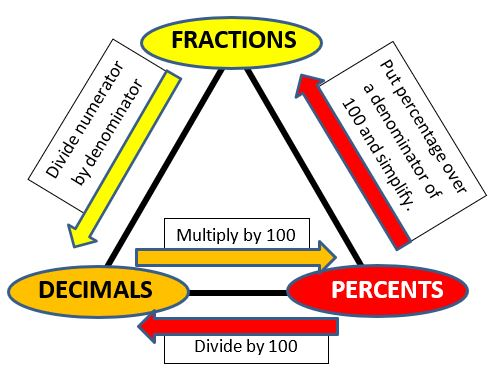 FRACTIONS
Divide numerator
by denominator
Put percentage over
a denominator of
100 and simplify.
Multiply by 100
DECIMALS
PERCENTS
Divide by 100